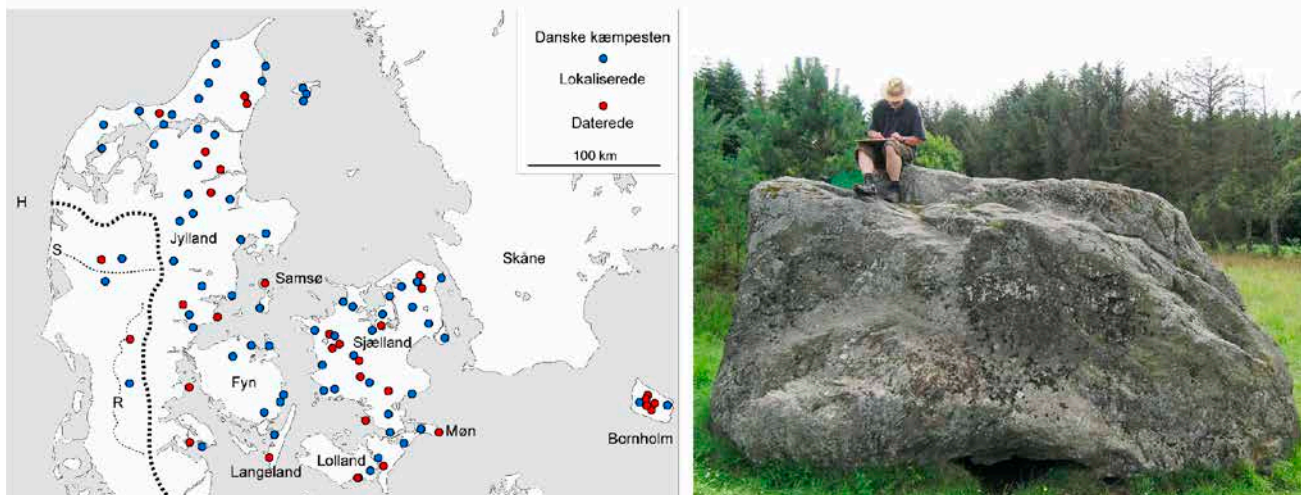 Danske kæmpesten
Lokaliserede
Daterede
100 km
H
S
Jylland
Samsø
Skåne
Sjælland
Fyn
R
Møn
Bornholm
Langeland
Lolland